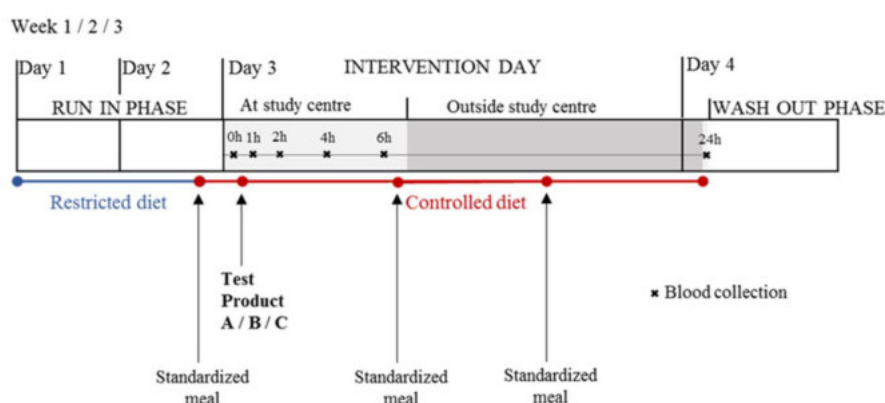 Week 1 / 2 / 3
Day 1
Day 2
Day 3
INTERVENTION DAY
Day 4
RUN IN PHASE
At study centre
Outside study centre
WASH OUT PHASE
0h 1h 2h 4h 6h 24h
Restricted diet
Controlled diet
Test
Product
A / B / C
Blood collection
Standardized
meal
Standardized
meal
Standardized
meal